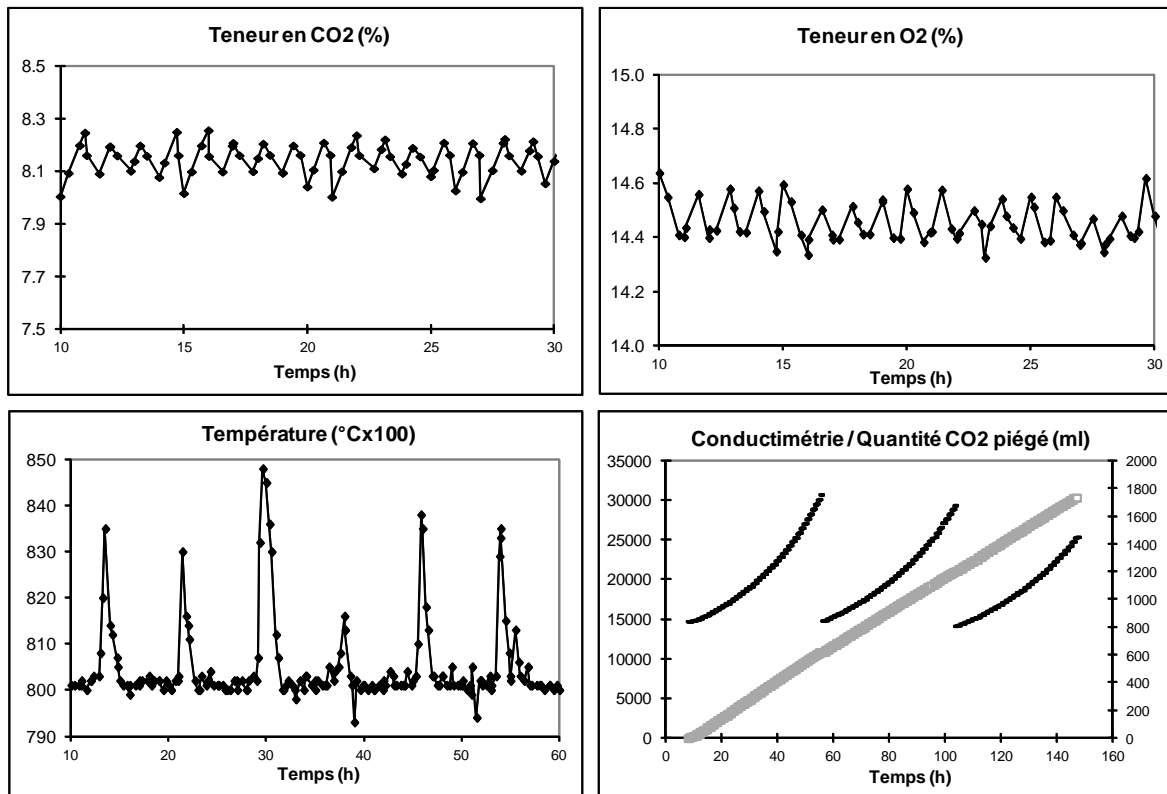 Teneur en CO2 (%)
8.5
8.3
8.1
7.9
7.7
7.5
10 15 20 25 30
Temps (h)
Teneur en O2 (%)
15.0
14.8
14.6
14.4
14.2
14.0
10 15 20 25 30
Temps (h)
Température (°Cx100)
850
840
830
820
810
800
790
10 20 30 40 50 60
Temps (h)
Conductimétrie / Quantité CO2 piégé (ml)
35000 2000
30000 1800
25000 1600
20000 1400
15000 1200
10000 1000
5000 800
0 600
400
200
0
0 20 40 60 80 100 120 140 160
Temps (h)